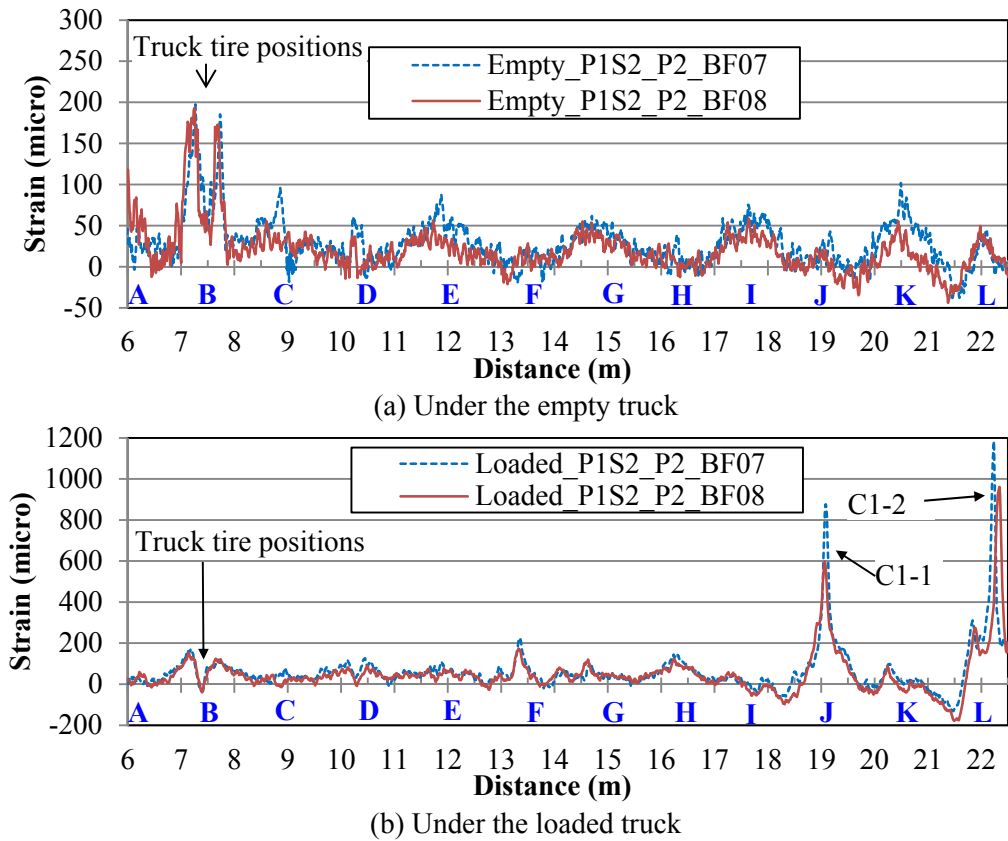 300
250
200
150
100
50
0
-50
Strain (micro)
Truck tire positions
Empty_P1S2_P2_BF07
Empty_P1S2_P2_BF08
A B C D E F G H I J K L
6 7 8 9 10 11 12 13 14 15 16 17 18 19 20 21 22
Distance (m)
(a) Under the empty truck
1200
1000
800
600
400
200
0
-200
Strain (micro)
Loaded_P1S2_P2_BF07
Loaded_P1S2_P2_BF08
Truck tire positions
C1-2
C1-1
A B C D E F G H I J K L
6 7 8 9 10 11 12 13 14 15 16 17 18 19 20 21 22
Distance (m)
(b) Under the loaded truck